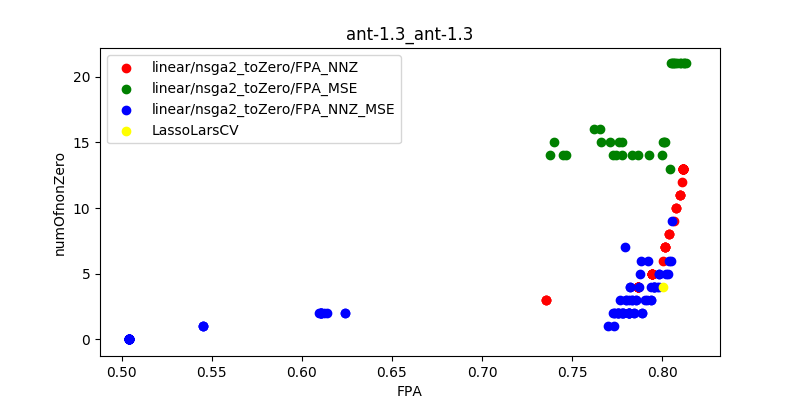 ant-1.3_ant-1.3
linear/nsga2_toZero/FPA_NNZ
linear/nsga2_toZero/FPA_MSE
linear/nsga2_toZero/FPA_NNZ_MSE
LassoLarsCV
numOfnonZero
20
15
10
5
0
0.50 0.55 0.60 0.65 0.70 0.75 0.80
FPA